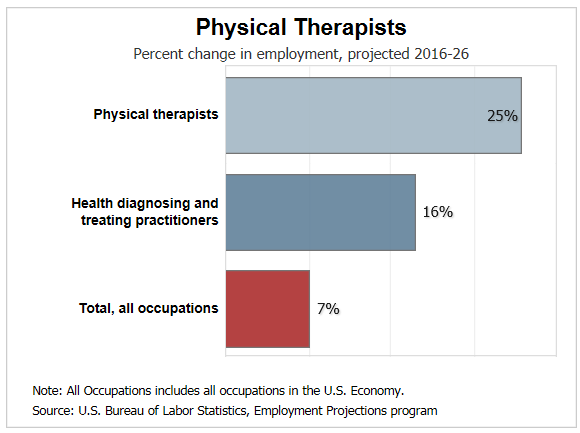 Physical Therapists
Percent change in employment, projected 2016-26
Physical therapists
25%
Health diagnosing and
treating practitioners
16%
Total, all occupations
7%
Note: All Occupations includes all occupations in the U.S. Economy.
Source: U.S. Bureau of Labor Statistics, Employment Projections program